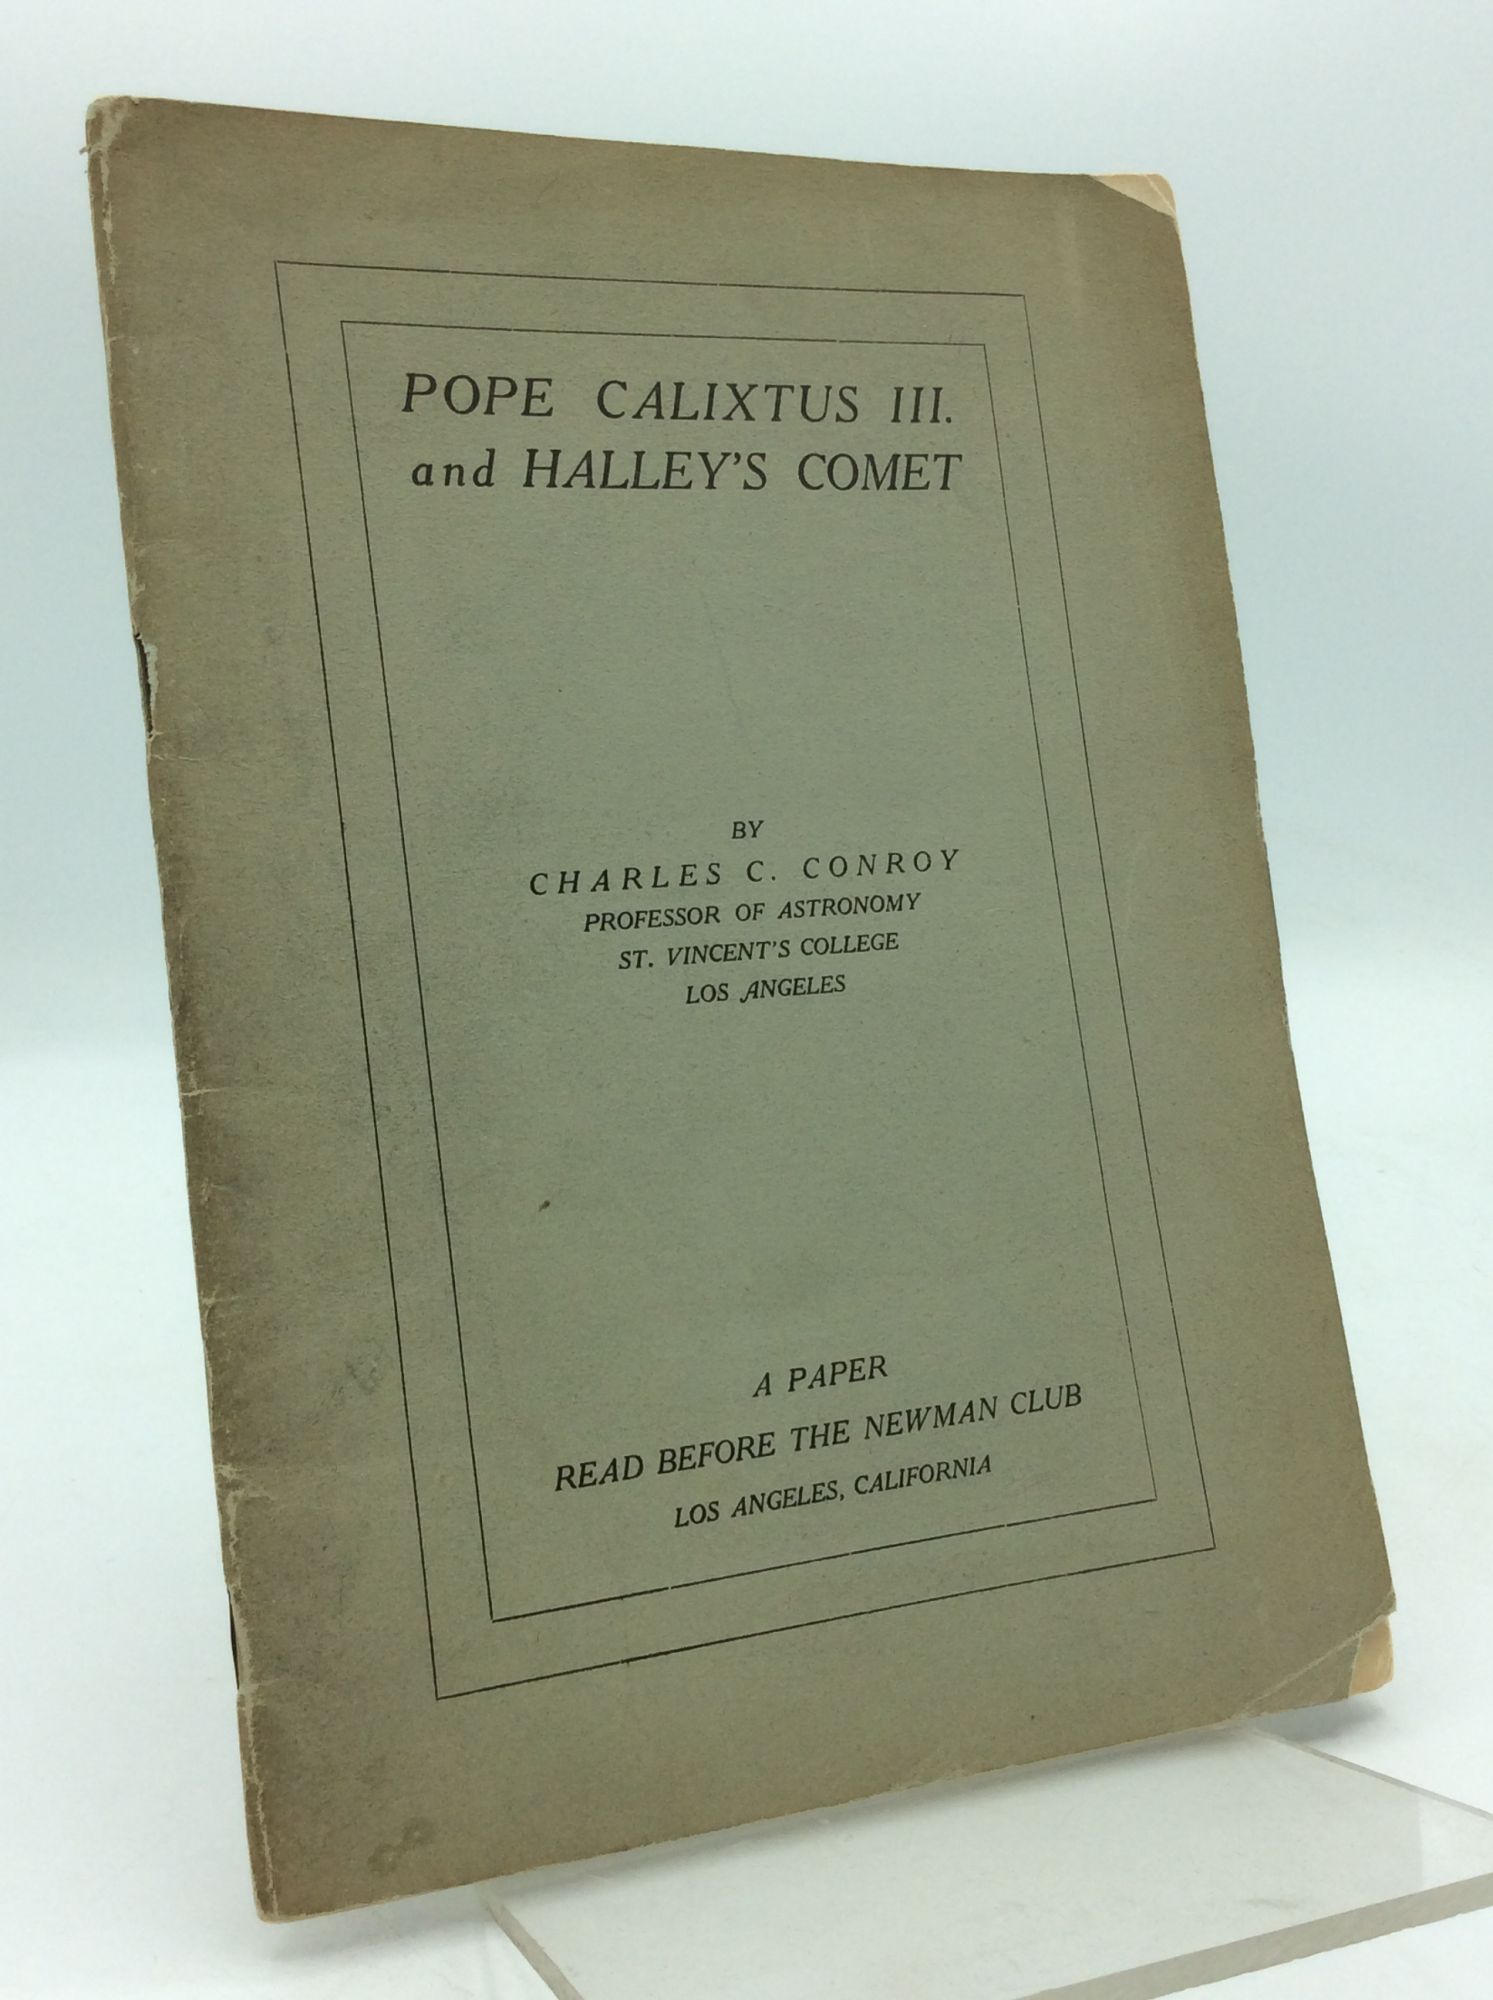 POPE CALIXTUS III.
and HALLEY'S COMET
BY
CHARLES C. CONROY
PROFESSOR OF ASTRONOMY
ST. VINCENT'S COLLEGE
LOS ANGELES
A PAPER
READ BEFORE THE NEWMAN CLUB
LOS ANGELES, CALIFORNIA